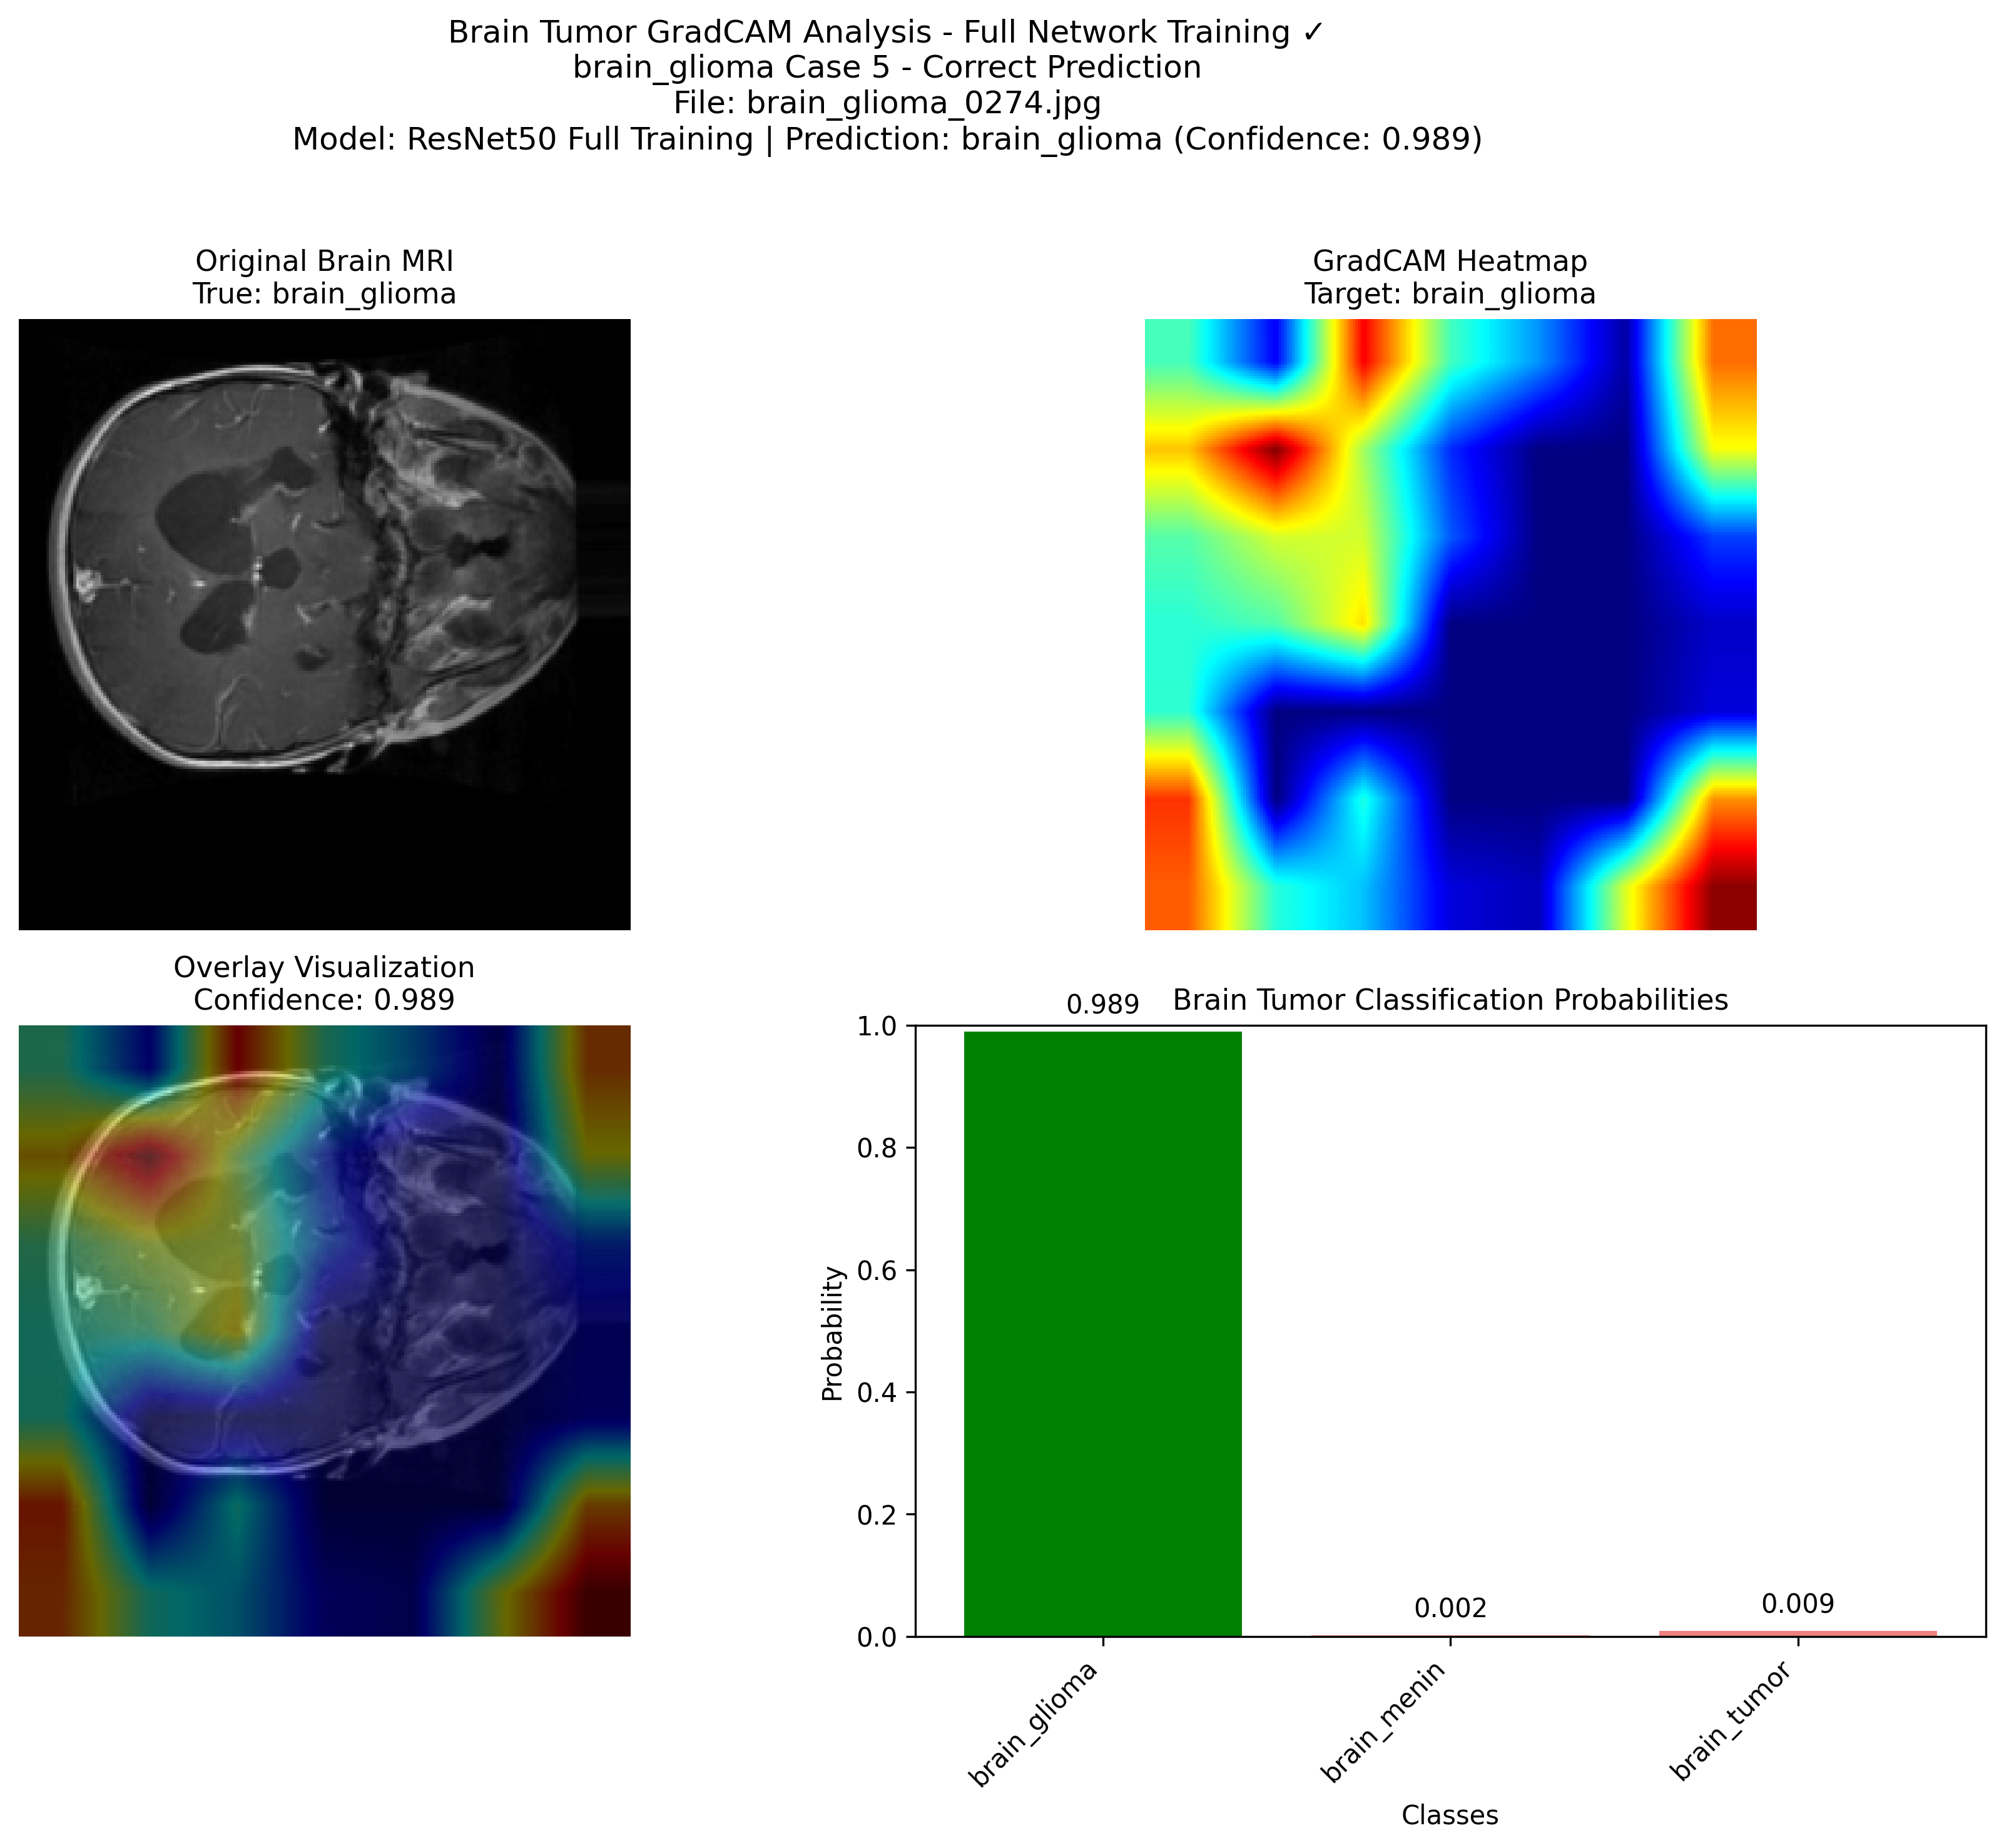 Brain Tumor GradCAM Analysis - Full Network Training ✓
brain_glioma Case 5 - Correct Prediction
File: brain_glioma_0274.jpg
Model: ResNet50 Full Training | Prediction: brain_glioma (Confidence: 0.989)
Original Brain MRI
True: brain_glioma
GradCAM Heatmap
Target: brain_glioma
Overlay Visualization
Confidence: 0.989
Brain Tumor Classification Probabilities
0.989
1.0
0.8
0.6
0.4
0.2
0.0
Probability
0.002
0.009
brain_glioma
brain_menin
brain_tumor
Classes